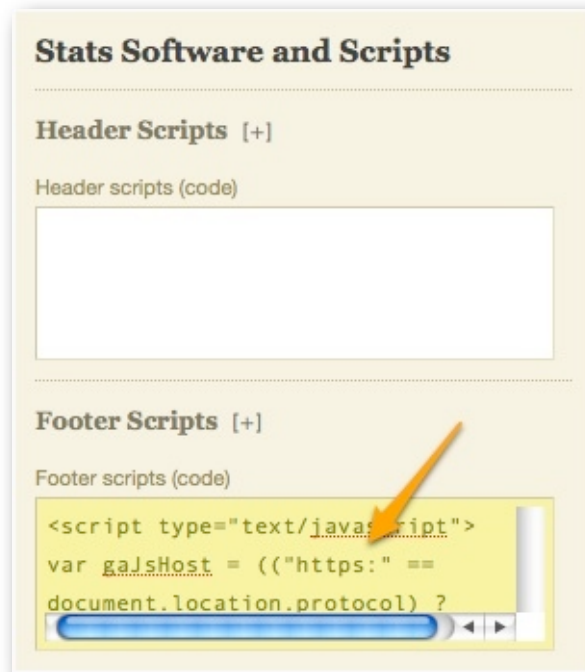 Stats Software and Scripts
Header Scripts [+]
Header scripts (code)
Footer Scripts [+]
Footer scripts (code)
<script type="text/javascript">
var gaJsHost = (("https:" ==
document.location.protocol) ?